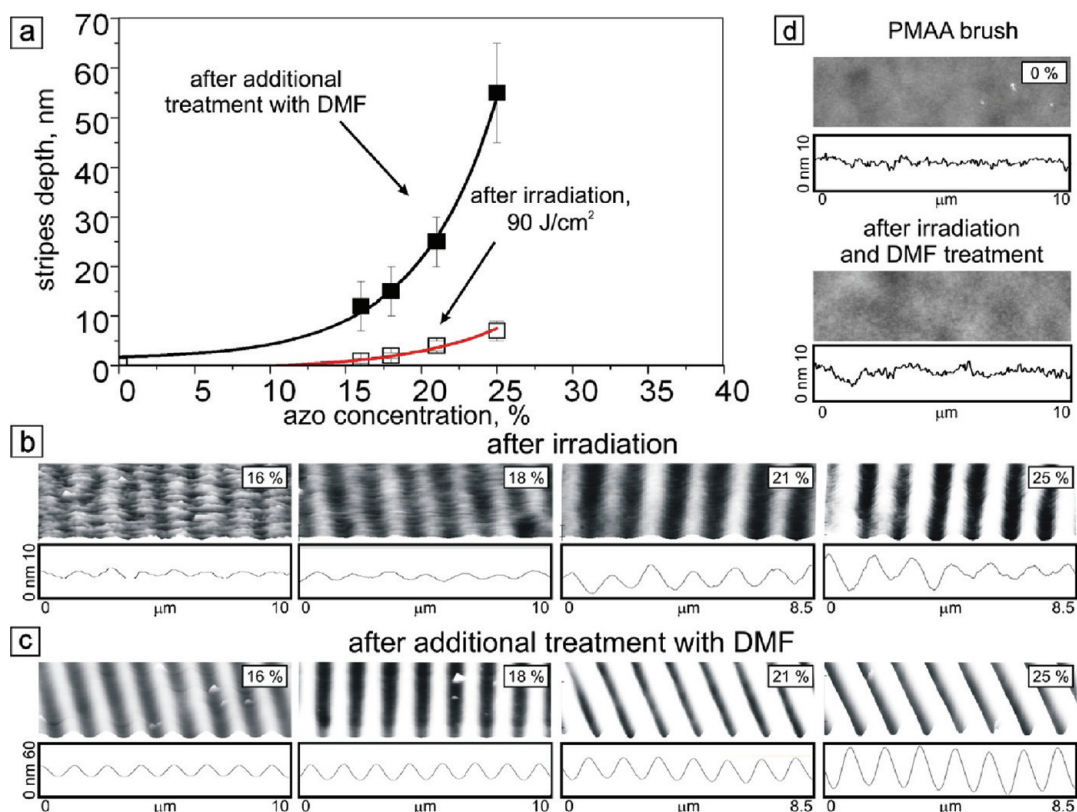 a
70
60
50
40
30
20
10
0
stripes depth, nm
after additional
treatment with DMF
after irradiation,
90 J/cm²
0 5 10 15 20 25 30 35 40
azo concentration, %
d
PMAA brush
0 %
0 nm 10
0 μm 10
after irradiation
and DMF treatment
0 nm 10
0 μm 10
b
after irradiation
16 % 18 % 21 % 25 %
0 nm 10
0 μm 10 0 μm 10 0 μm 8.5 0 μm 8.5
c
after additional treatment with DMF
16 % 18 % 21 % 25 %
0 nm 60
0 μm 10 0 μm 10 0 μm 8.5 0 μm 8.5